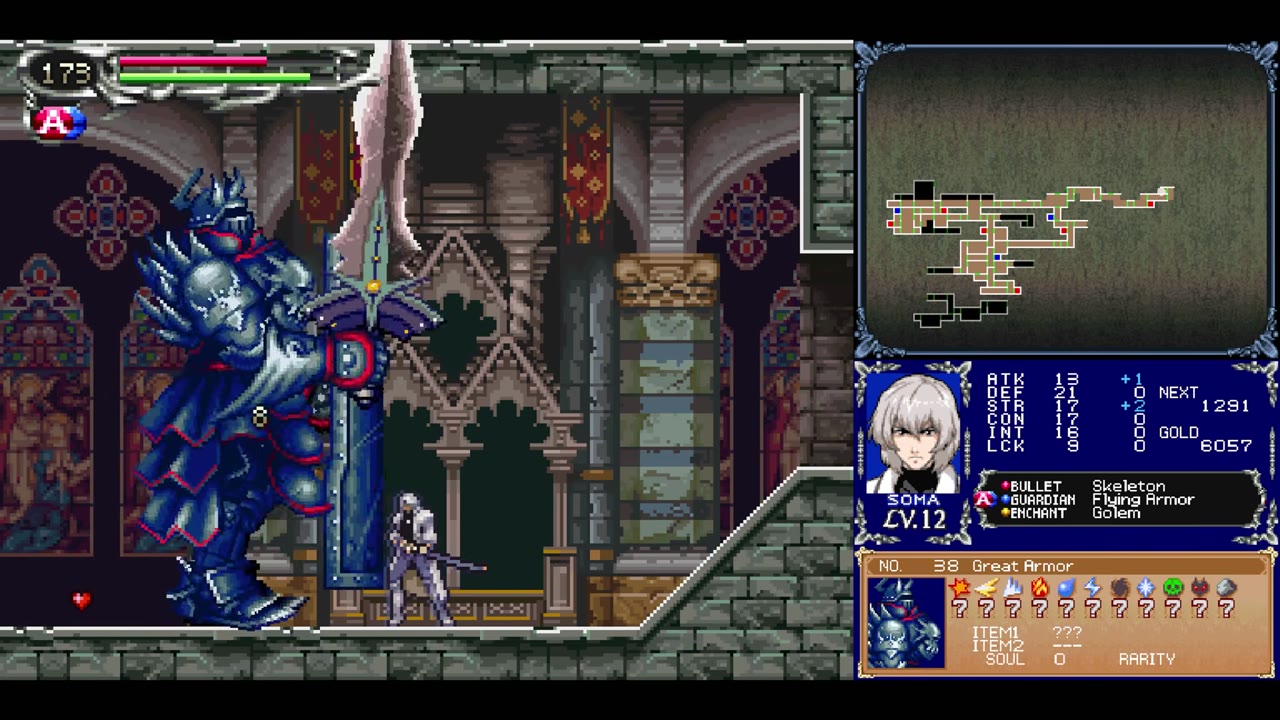 173
A
8
ATK 13 +1
DEF 21 0 NEXT
STR 17 +2 1291
CON 17 0
INT 16 0 GOLD
LCK 9 0 6057
SOMA
LV.12
BULLET Skeleton
A GUARDIAN Flying Armor
ENCHANT Golem
NO. 38 Great Armor
? ? ? ? ? ? ? ? ? ? ?
ITEM1 ???
ITEM2 ---
SOUL 0 RARITY